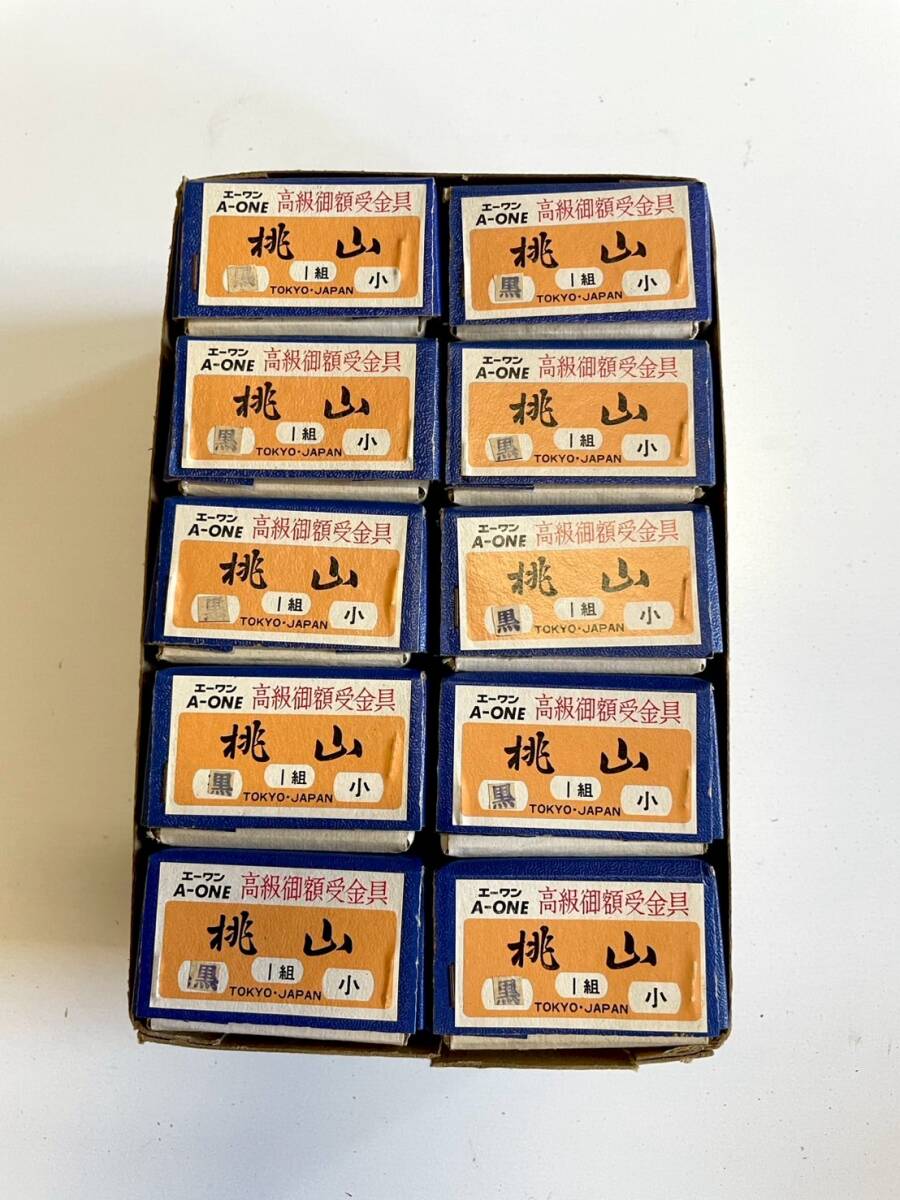 エーワン
A-ONE 高級御額受金具
桃山
黒 1組 小
TOKYO・JAPAN
エーワン
A-ONE 高級御額受金具
桃山
黒 1組 小
TOKYO・JAPAN
エーワン
A-ONE 高級御額受金具
桃山
黒 1組 小
TOKYO・JAPAN
エーワン
A-ONE 高級御額受金具
桃山
黒 1組 小
TOKYO・JAPAN
エーワン
A-ONE 高級御額受金具
桃山
黒 1組 小
TOKYO・JAPAN
エーワン
A-ONE 高級御額受金具
桃山
黒 1組 小
TOKYO・JAPAN
エーワン
A-ONE 高級御額受金具
桃山
黒 1組 小
TOKYO・JAPAN
エーワン
A-ONE 高級御額受金具
桃山
黒 1組 小
TOKYO・JAPAN
エーワン
A-ONE 高級御額受金具
桃山
黒 1組 小
TOKYO・JAPAN
エーワン
A-ONE 高級御額受金具
桃山
黒 1組 小
TOKYO・JAPAN